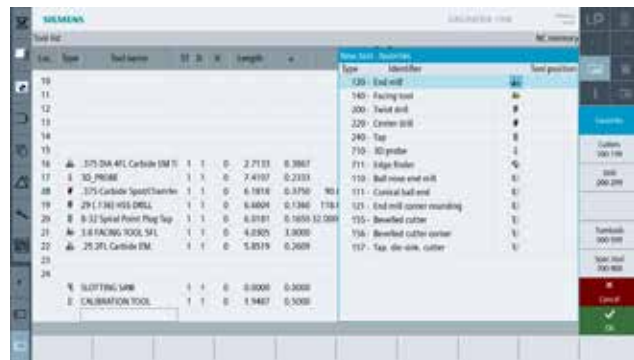 SIEMENS
Tool list
NC memory
Loc. Type Tool name ST D N Length
New tool - favorites
Type Identifier Tool position
10
11
12
13
14
15
16 .375 DIA 4FL Carbide EM 1 1 0 2.7133 0.3867
17 3D_PROBE 1 1 0 7.4107 0.2333
18 .375 Carbide Spot/Chamfer 1 1 0 6.1818 0.3750
19 29 (.136) HSS DRILL 1 1 0 6.6604 0.1360
20 8-32 Spiral Point Plug Tap 1 1 0 6.0181
21 3.0 FACING TOOL 5FL 1 1 0 4.0305 3.0000
22 .25 2FL Carbide EM 1 1 0 5.8519 0.2609
23
24
SLOTTING SAW 1 1 0 0.0000 0.0000
CALIBRATION TOOL 1 1 0 1.9407 0.5000
120 - End mill
140 - Facing tool
200 - Twist drill
220 - Center drill
240 - Tap
710 - 3D probe
711 - Edge finder
110 - Ball nose end mill
111 - Conical ball end
121 - End mill corner rounding
155 - Bevelled cutter
156 - Bevelled cutter corner
157 - Tap. die-sink. cutter
Favorites
Cutters
100-199
Drill
200-299
Spec.tool
700-900
Cancel
OK